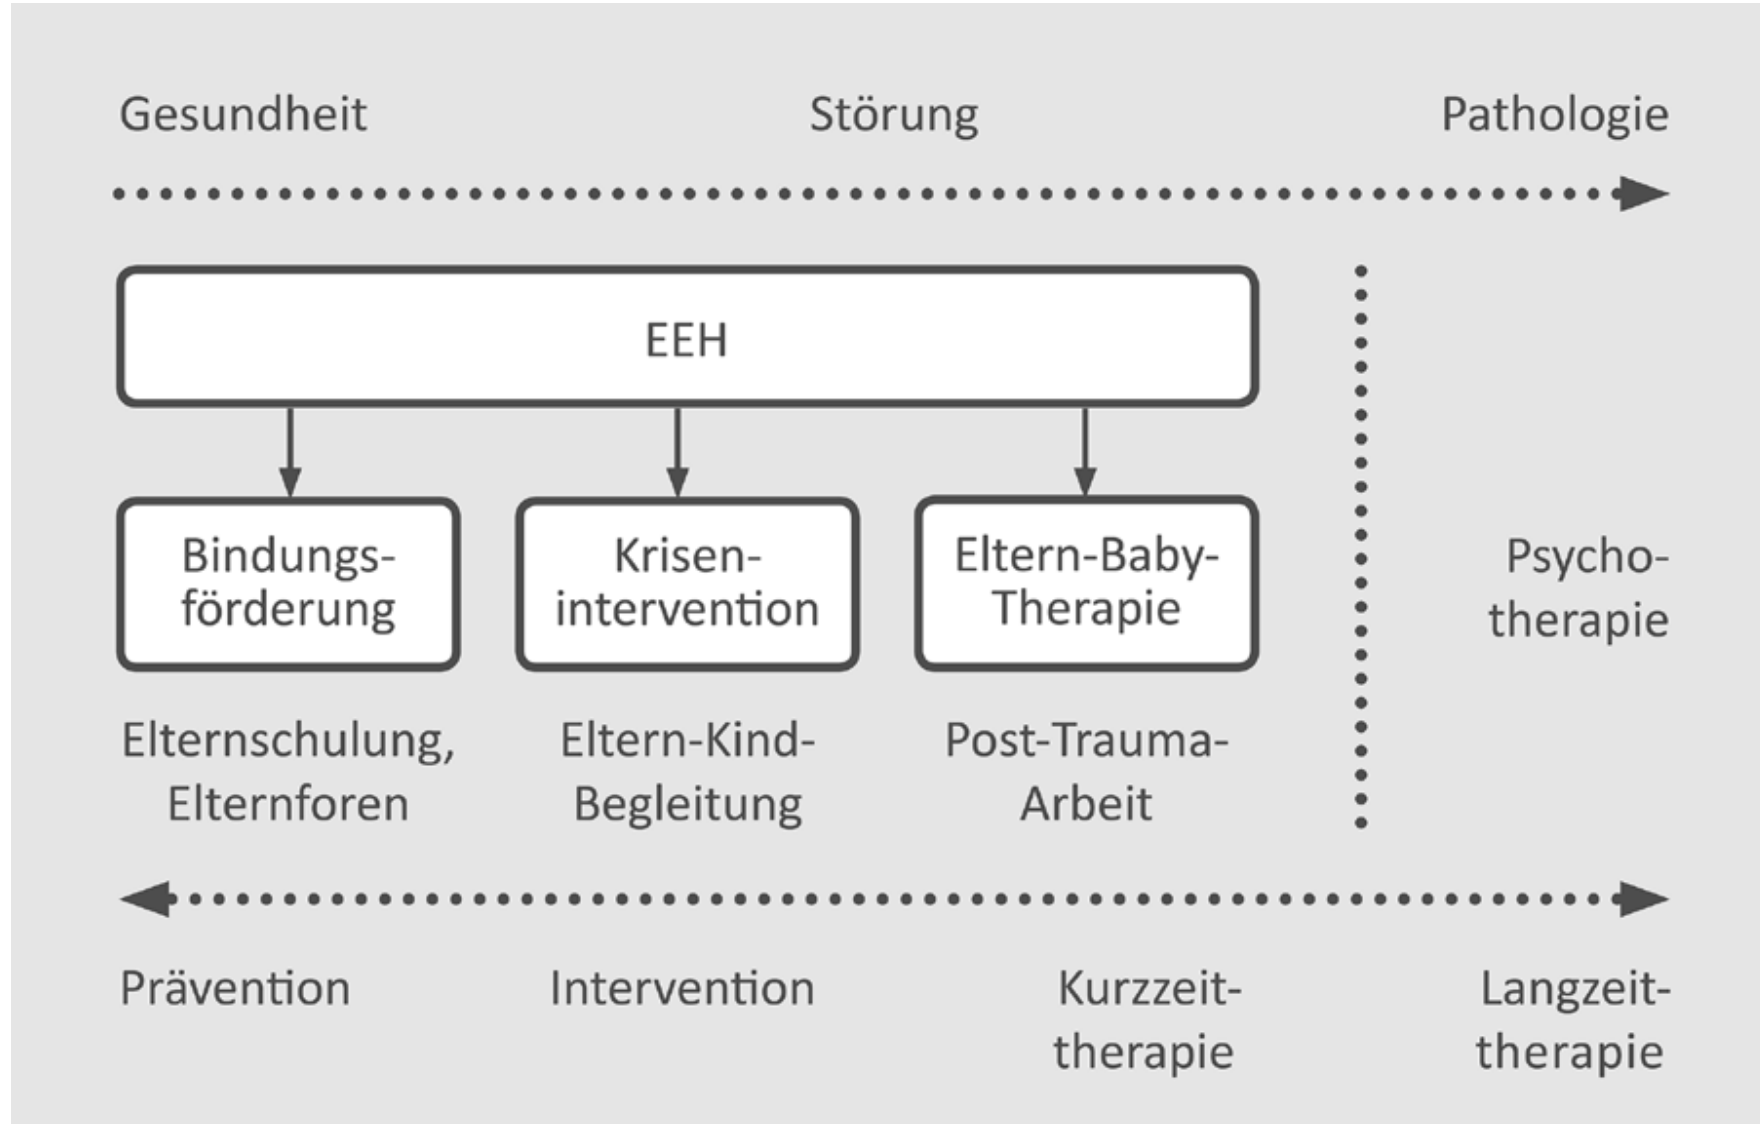 Gesundheit Störung Pathologie
EEH
Bindungs-
förderung
Krisen-
intervention
Eltern-Baby-
Therapie
Psycho-
therapie
Elternschulung,
Elternforen
Eltern-Kind-
Begleitung
Post-Trauma-
Arbeit
Prävention
Intervention
Kurzzeit-
therapie
Langzeit-
therapie